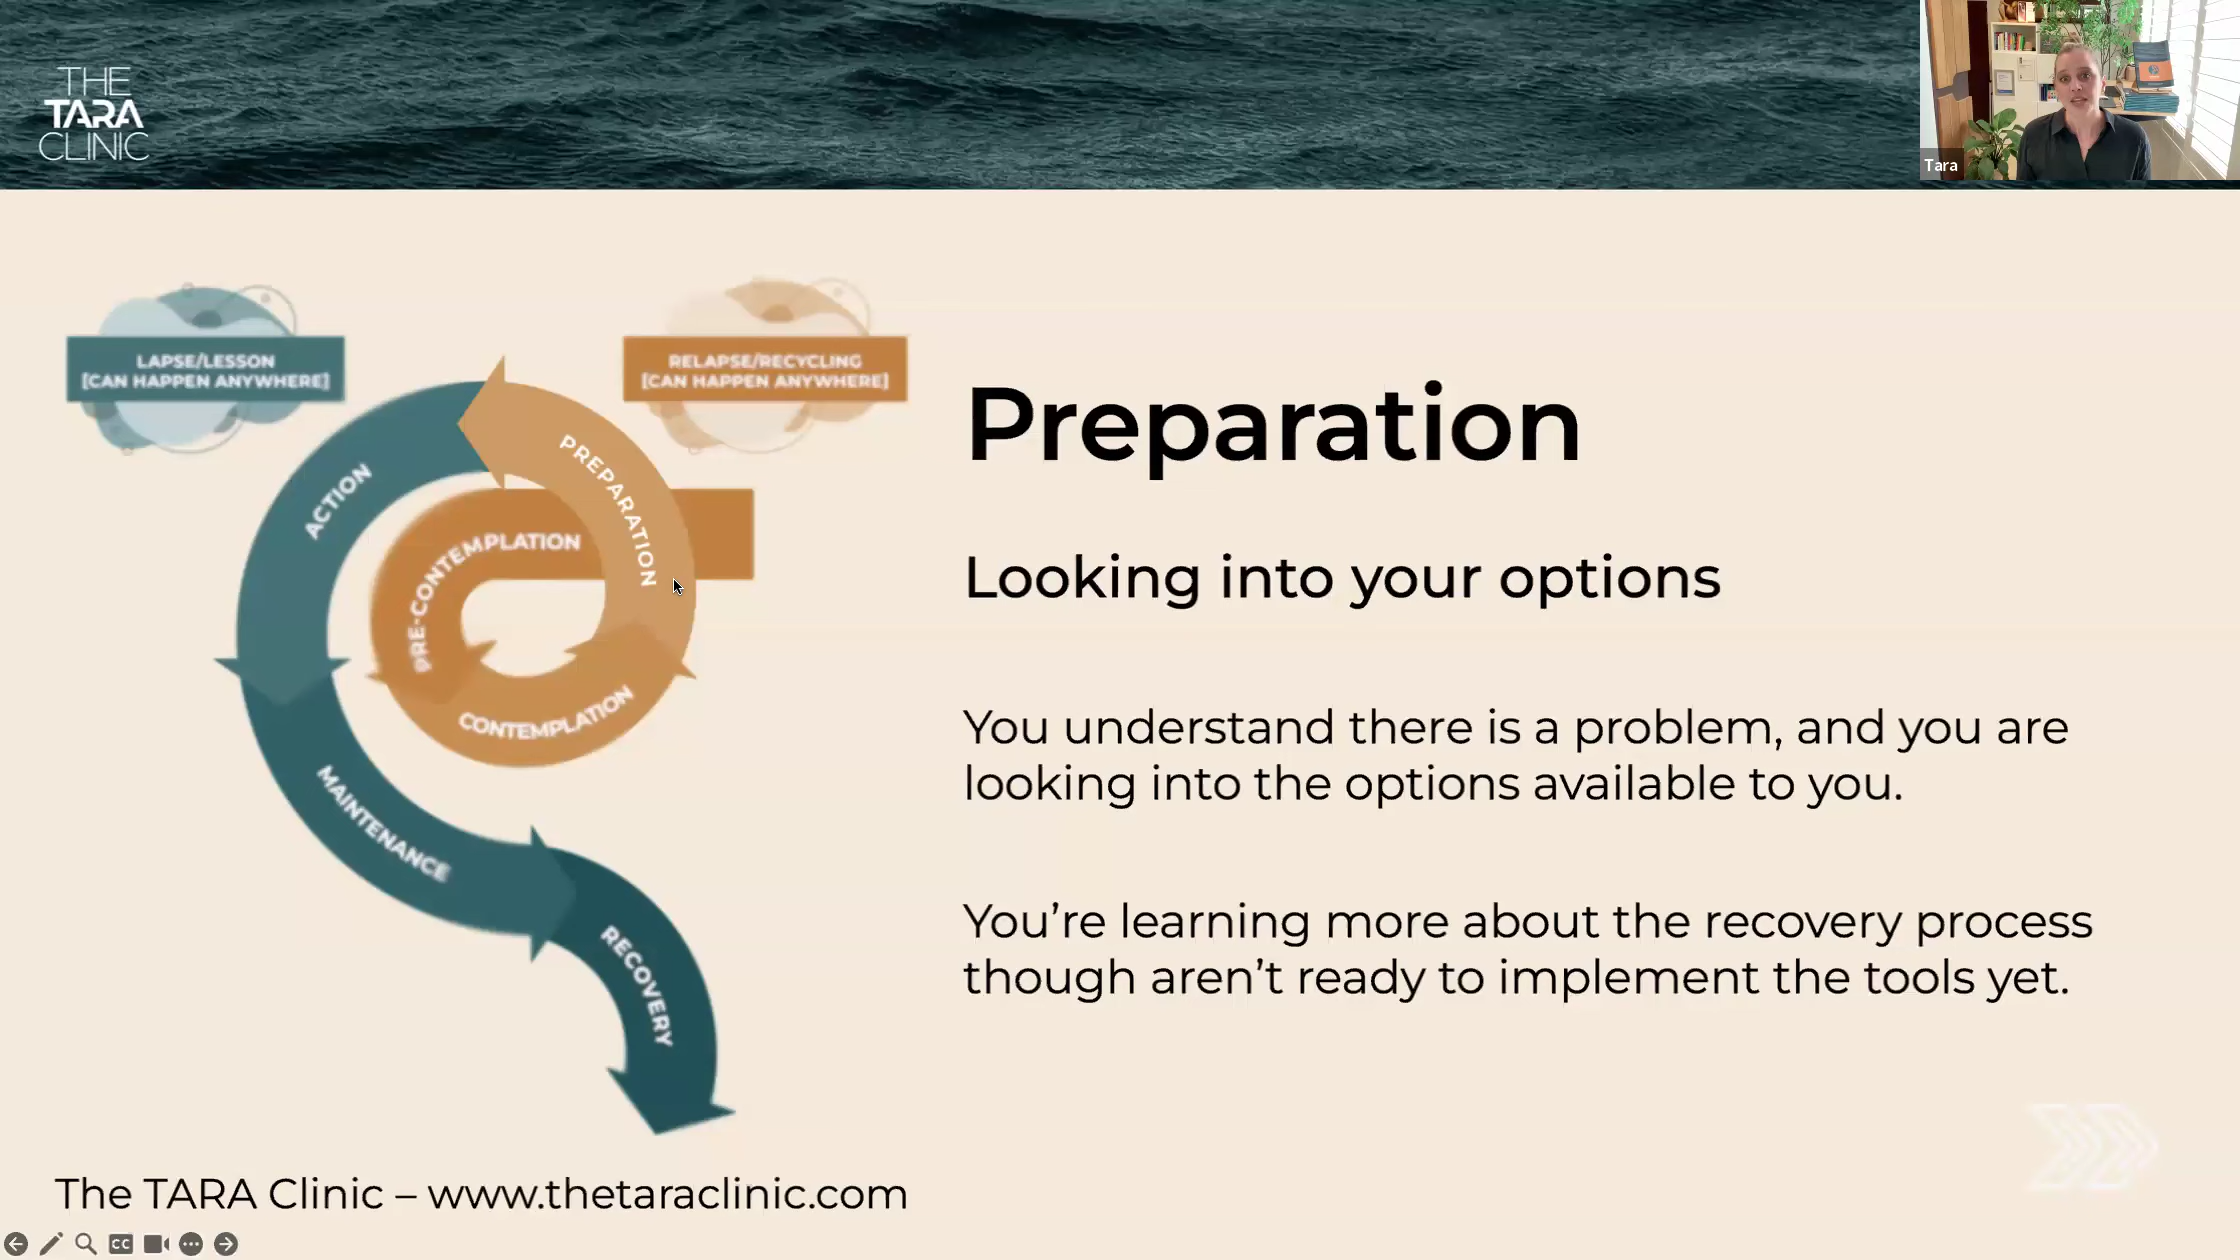 THE
TARA
CLINIC
Tara
LAPSE/LESSON
[CAN HAPPEN ANYWHERE]
RELAPSE/RECYCLING
[CAN HAPPEN ANYWHERE]
PREPARATION
ACTION
PRE-CONTEMPLATION
CONTEMPLATION
MAINTENANCE
RECOVERY
Preparation
Looking into your options
You understand there is a problem, and you are
looking into the options available to you.
You’re learning more about the recovery process
though aren’t ready to implement the tools yet.
The TARA Clinic – www.thetaraclinic.com
CC